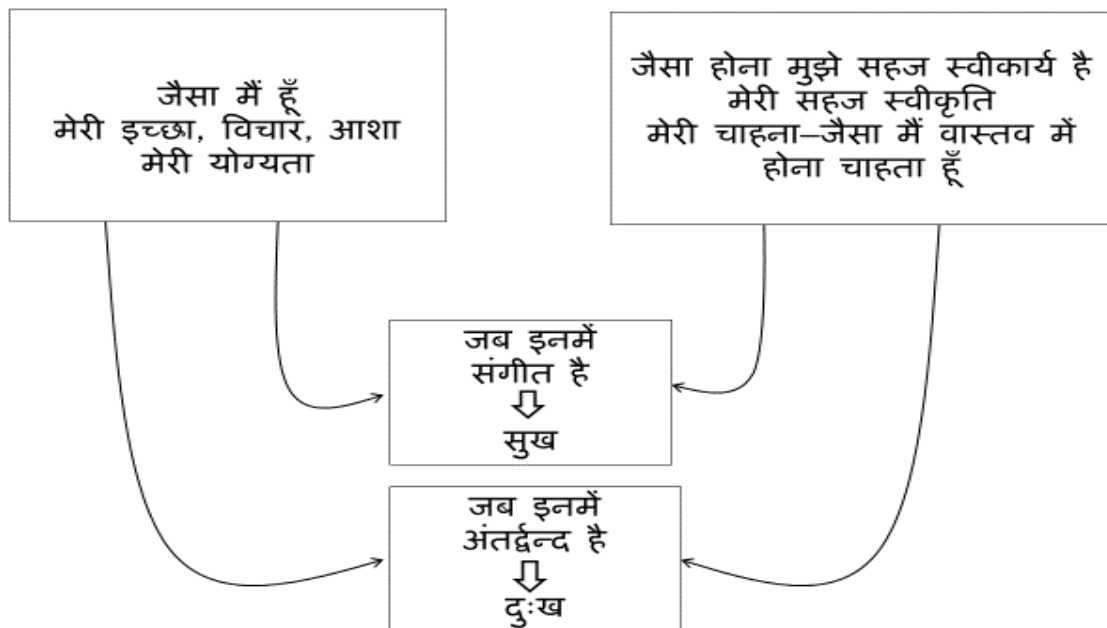 जैसा मैं हूँ
मेरी इच्छा, विचार, आशा
मेरी योग्यता
जैसा होना मुझे सहज स्वीकार्य है
मेरी सहज स्वीकृति
मेरी चाहना–जैसा मैं वास्तव में
होना चाहता हूँ
जब इनमें
संगीत है
सुख
जब इनमें
अंतर्द्वन्द है
दुःख